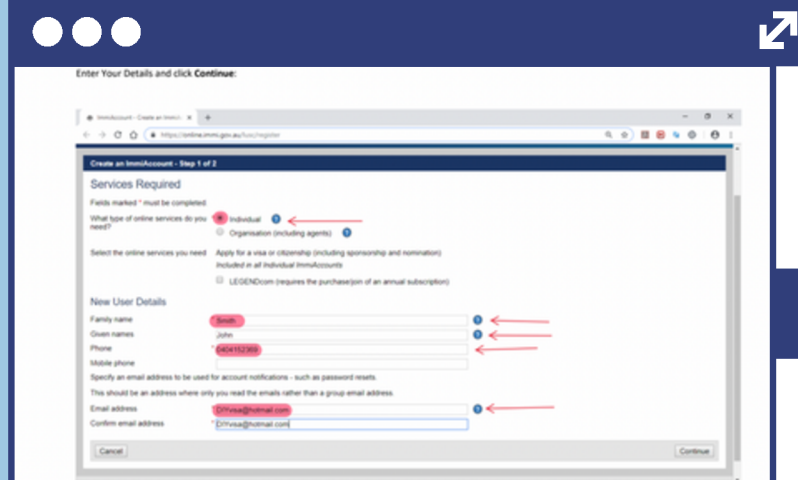 Enter Your Details and click Continue:
ImmiAccount - Create an Immi
https://online.immi.gov.au/lusc/register
Create an ImmiAccount - Step 1 of 2
Services Required
Fields marked * must be completed
What type of online services do you need?
Individual
Organisation (including agents)
Select the online services you need
Apply for a visa or citizenship (including sponsorship and nomination)
Included in all Individual ImmiAccounts
LEGENDcom (requires the purchase/join of an annual subscription)
New User Details
Family name
Smith
Given names
John
Phone
* 0404152369
Mobile phone
Specify an email address to be used for account notifications - such as password resets.
This should be an address where only you read the emails rather than a group email address.
Email address
* DIYvisa@hotmail.com
Confirm email address
* DIYvisa@hotmail.com
Cancel
Continue